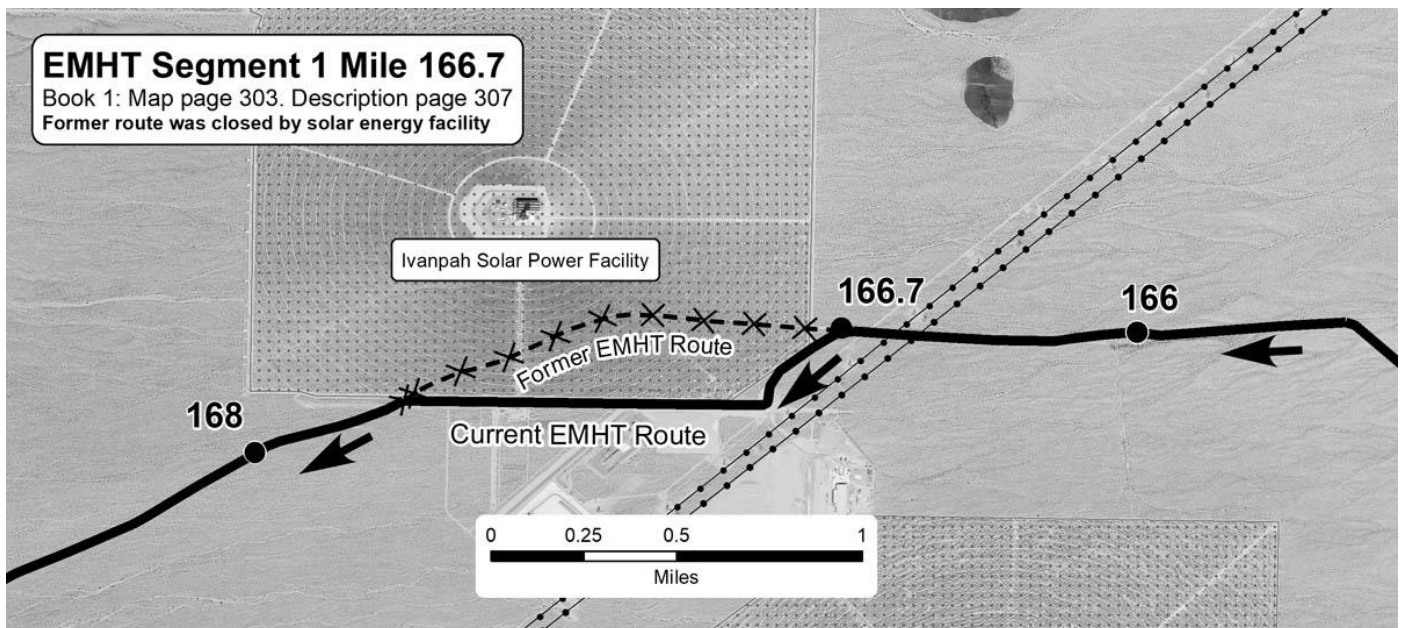 EMHT Segment 1 Mile 166.7
Book 1: Map page 303. Description page 307
Former route was closed by solar energy facility
Ivanpah Solar Power Facility
166.7
166
Former EMHT Route
168
Current EMHT Route
0 0.25 0.5 1
Miles